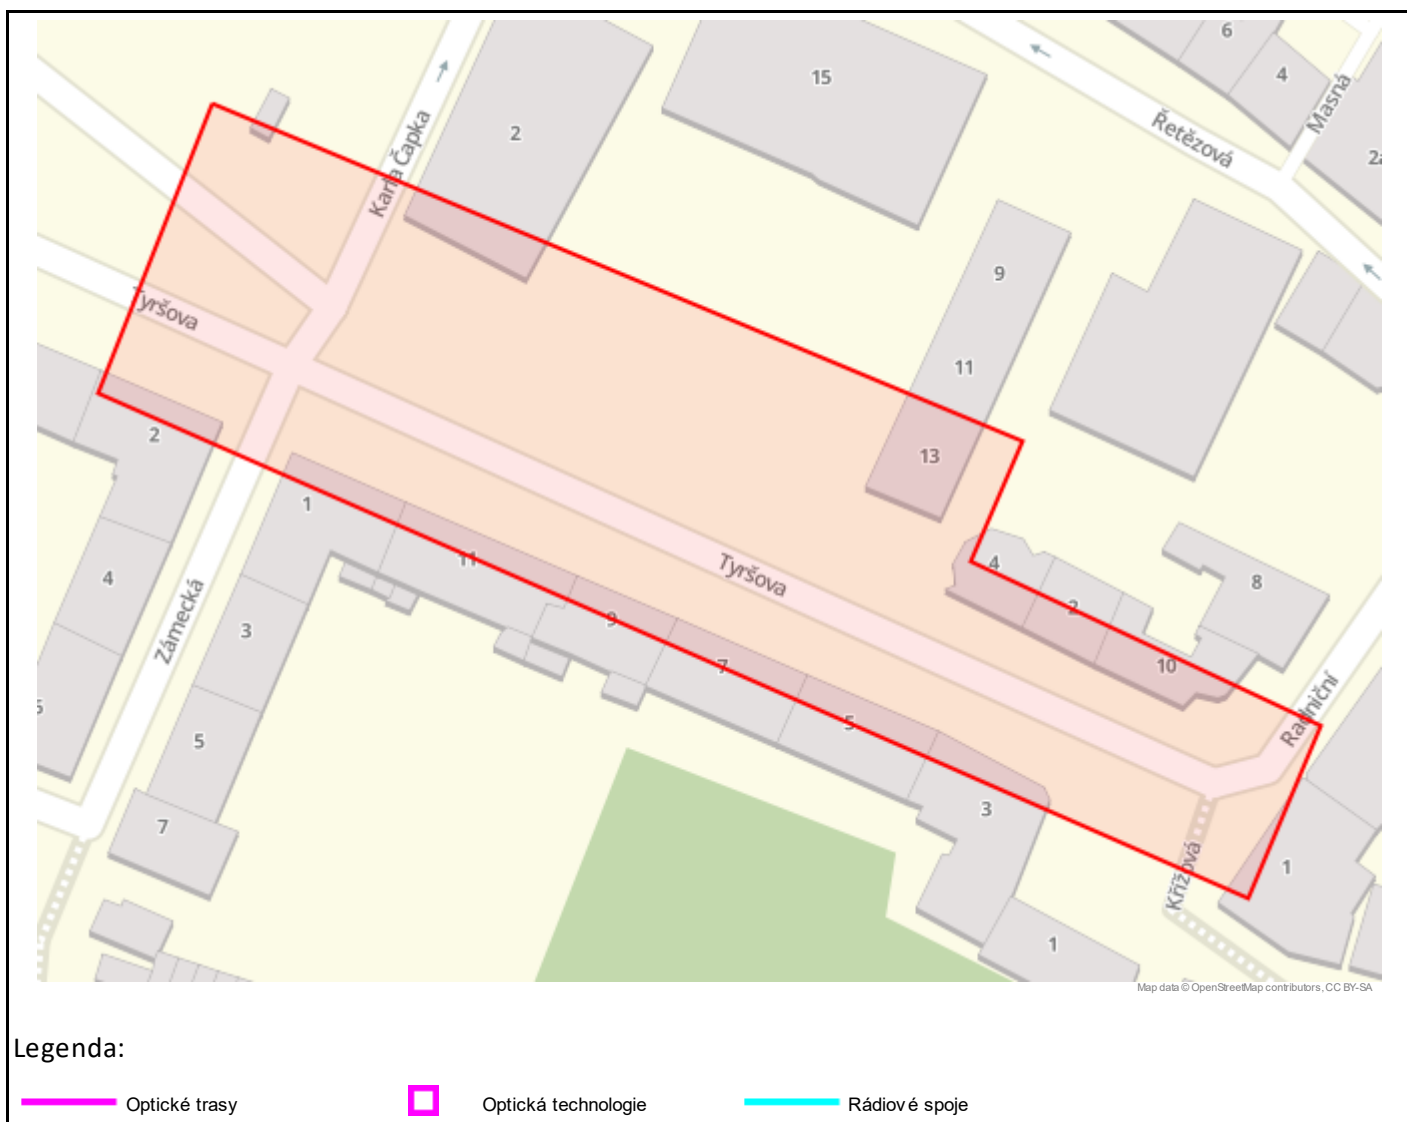 6
4
Masná
15
2
Řetězová
2a
Karla Čapka
9
Tyršova
11
2
13
1
11
Tyršova
4
8
4
2
9
Zámecká
3
7
10
5
5
Radniční
7
3
1
Křížová
1
Map data © OpenStreetMap contributors, CC BY-SA
Legenda:
Optické trasy
Optická technologie
Rádiové spoje